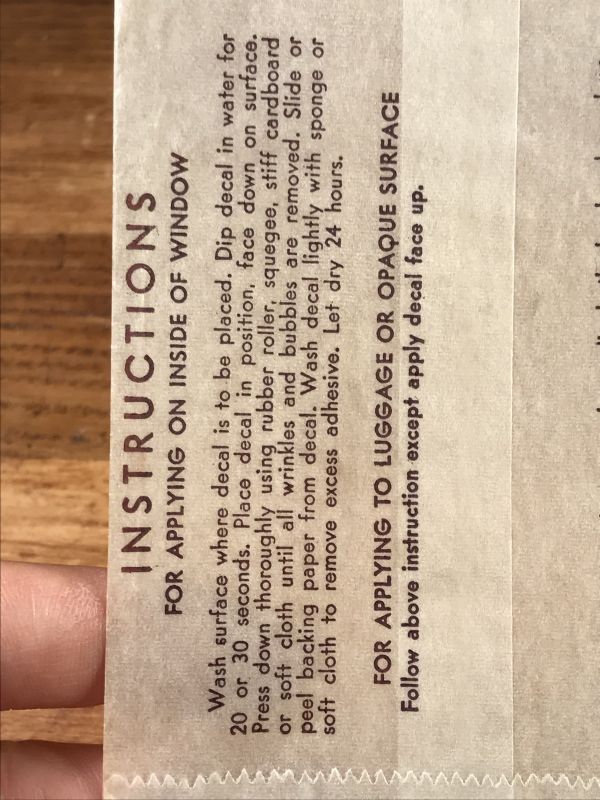 INSTRUCTIONS
FOR APPLYING ON INSIDE OF WINDOW
Wash surface where decal is to be placed. Dip decal in water for
20 or 30 seconds. Place decal in position, face down on surface.
Press down thoroughly using rubber roller, squegee, stiff cardboard
or soft cloth until all wrinkles and bubbles are removed. Slide or
peel backing paper from decal. Wash decal lightly with sponge or
soft cloth to remove excess adhesive. Let dry 24 hours.
FOR APPLYING TO LUGGAGE OR OPAQUE SURFACE
Follow above instruction except apply decal face up.